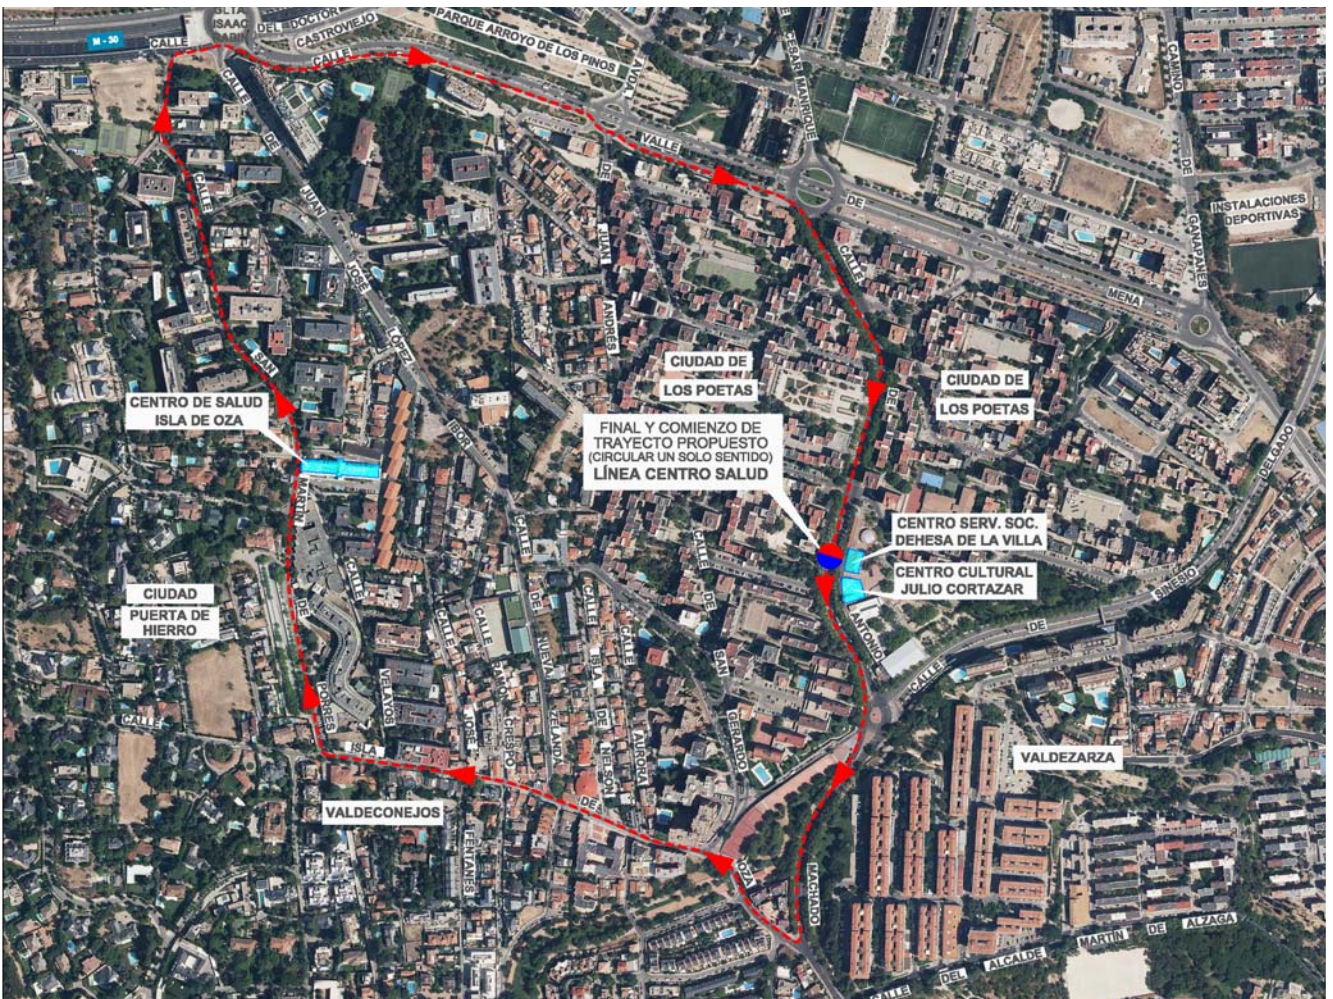 GLTA
ISAAC
M - 30
CALLE
DEL DOCTOR
CASTROVIEJO
CALLE
PARQUE ARROYO DE LOS PINOS
AVDA
CESAR MANRIQUE
CAMINO
DE
GANAPANES
VALLE
DE
MENA
INSTALACIONES
DEPORTIVAS
CALLE
DE
JUAN
JOSE
LÓPEZ
IBOR
CALLE
DE
JUAN
ANDRES
CALLE
SAN
MARTIN
DE
PORRES
CENTRO DE SALUD
ISLA DE OZA
CIUDAD DE
LOS POETAS
CIUDAD DE
LOS POETAS
FINAL Y COMIENZO DE
TRAYECTO PROPUESTO
(CIRCULAR UN SOLO SENTIDO)
LÍNEA CENTRO SALUD
CENTRO SERV. SOC.
DEHESA DE LA VILLA
CENTRO CULTURAL
JULIO CORTAZAR
CALLE
DE
ANTONIO
MACHADO
CALLE
DE
SINESIO
DELGADO
CIUDAD
PUERTA DE
HIERRO
CALLE
VELAYOS
CALLE
JOSE
FENTANES
CALLE
CRESPO
CALLE
DE
NUEVA
ZELANDA
CALLE
ISLA
DE
NELSON
CALLE
AURORA
CALLE
DE
SAN
GERARDO
CALLE
ISLA
DE
OZA
VALDECONEJOS
VALDEZARZA
CALLE
DEL
ALCALDE
MARTIN
DE
ALZAGA